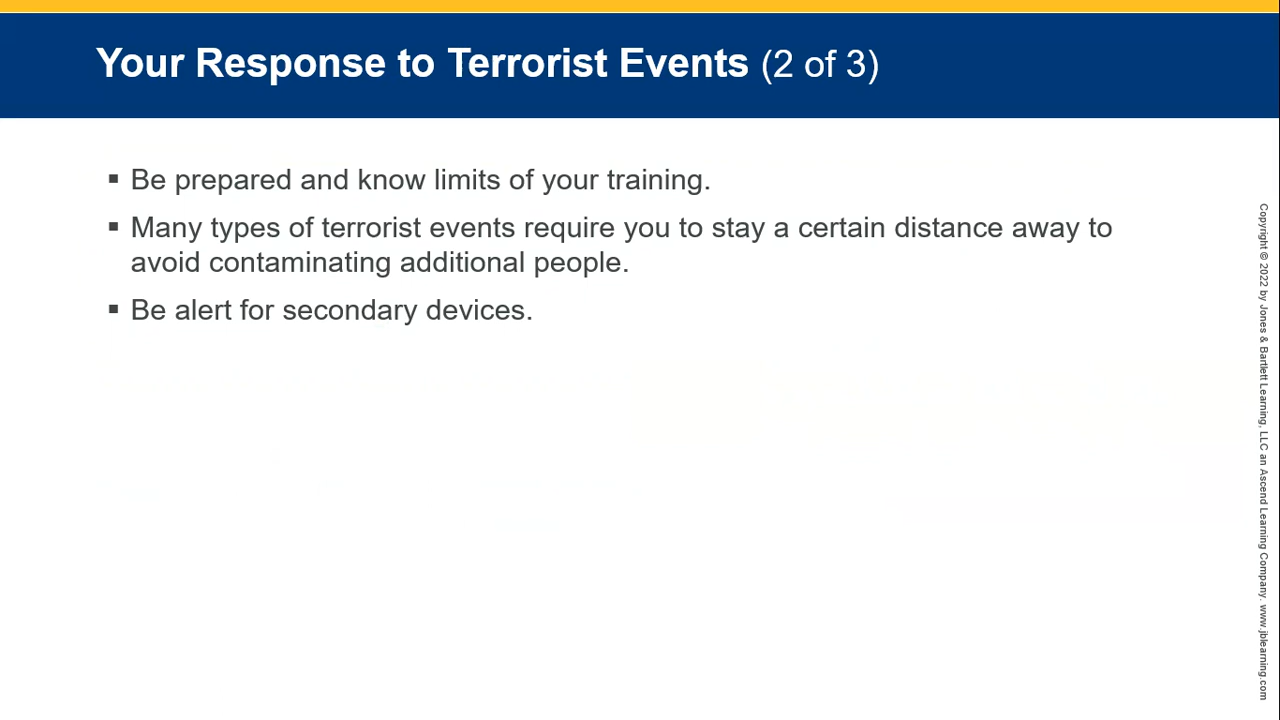 Your Response to Terrorist Events (2 of 3)
▪ Be prepared and know limits of your training.
▪ Many types of terrorist events require you to stay a certain distance away to
avoid contaminating additional people.
▪ Be alert for secondary devices.
Copyright © 2022 by Jones & Bartlett Learning, LLC an Ascend Learning Company. www.jblearning.com